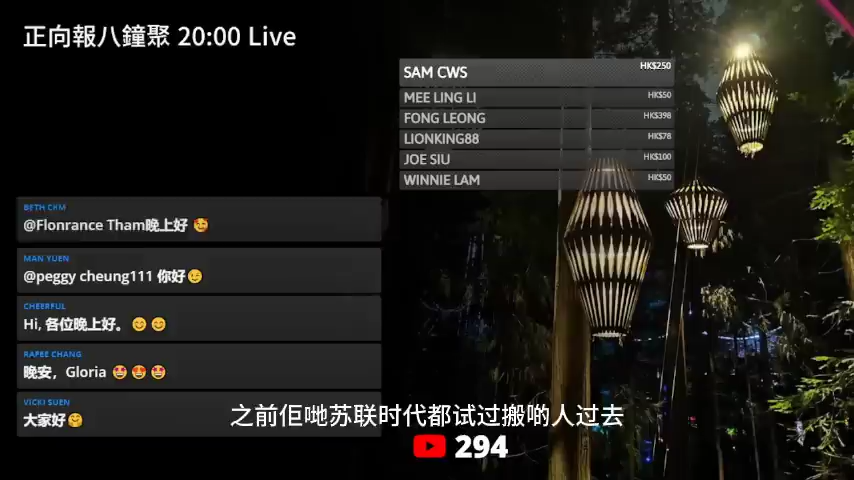 正向報八鐘聚 20:00 Live
SAM CWS HK$250
MEE LING LI HK$50
FONG LEONG HK$398
LIONKING88 HK$78
JOE SIU HK$100
WINNIE LAM HK$50
BETH CKM
@Flonrance Tham晚上好 🥰
MAN YUEN
@peggy cheung111 你好😉
CHEERFUL
Hi, 各位晚上好。😊 😊
RAPEE CHANG
晚安，Gloria 🤩 😍 🤩
VICKI SUEN
大家好🤗
之前佢哋苏联时代都试过搬啲人过去
294